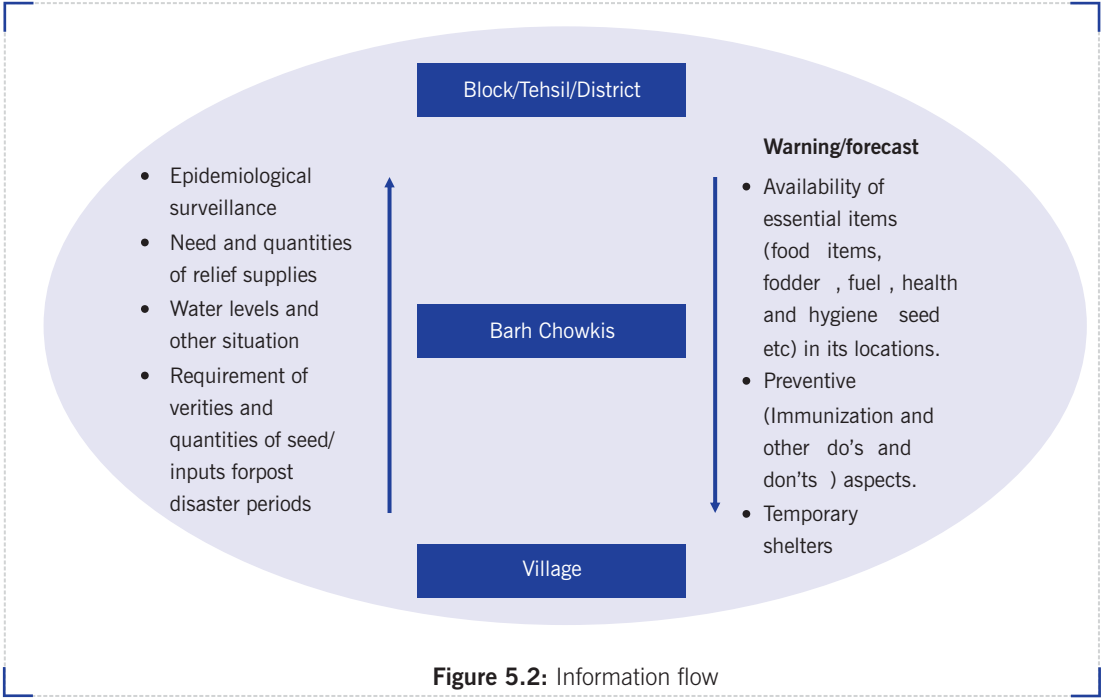 Block/Tehsil/District
• Epidemiological
surveillance
• Need and quantities
of relief supplies
• Water levels and
other situation
• Requirement of
verities and
quantities of seed/
inputs forpost
disaster periods
Barh Chowkis
Village
Warning/forecast
• Availability of
essential items
(food items,
fodder , fuel , health
and hygiene seed
etc) in its locations.
• Preventive
(Immunization and
other do's and
don'ts ) aspects.
• Temporary
shelters
Figure 5.2: Information flow